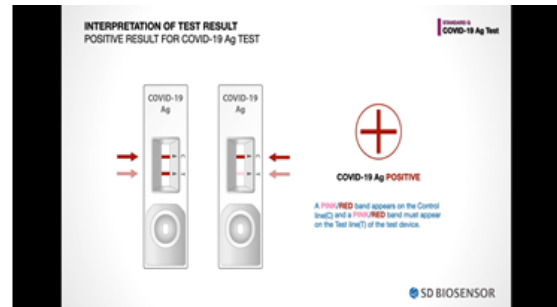 INTERPRETATION OF TEST RESULT
POSITIVE RESULT FOR COVID-19 Ag TEST
STANDARD Q
COVID-19 Ag Test
COVID-19
Ag
C
T
COVID-19
Ag
C
T
COVID-19 Ag POSITIVE
A PINK/RED band appears on the Control
line(C) and a PINK/RED band must appear
on the Test line(T) of the test device.
SD BIOSENSOR